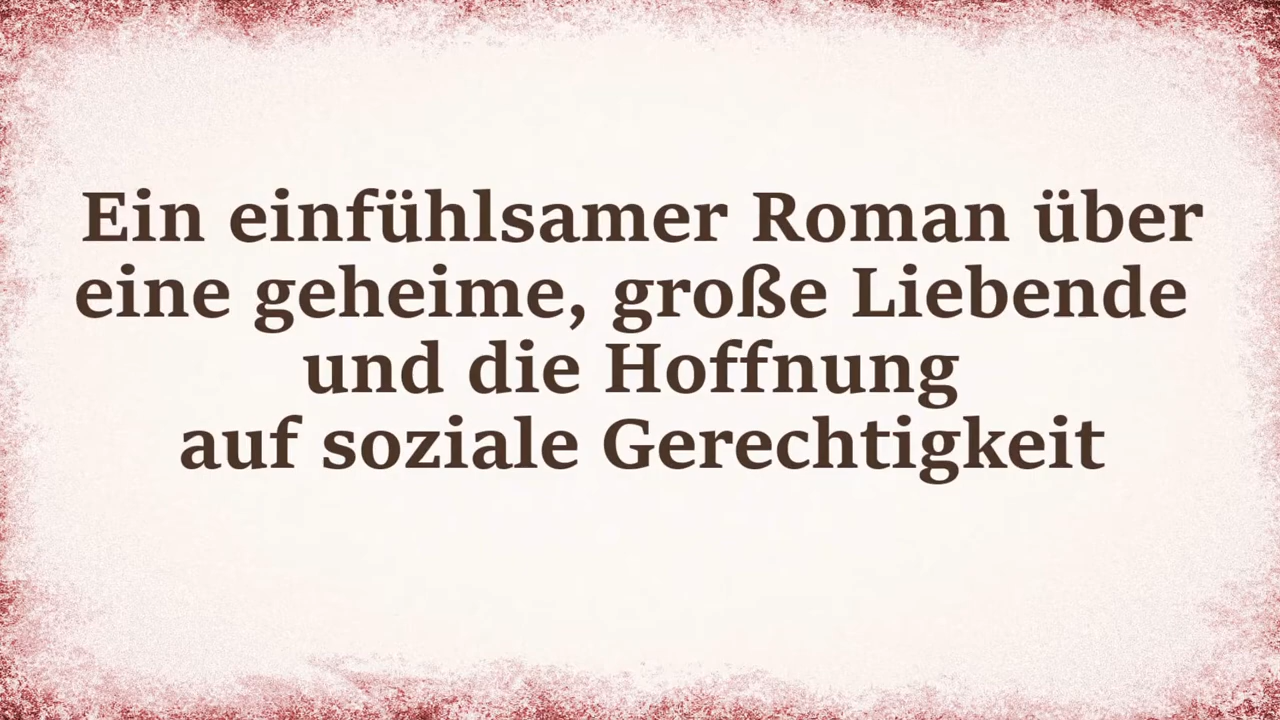 Ein einfühlsamer Roman über
eine geheime, große Liebende
und die Hoffnung
auf soziale Gerechtigkeit